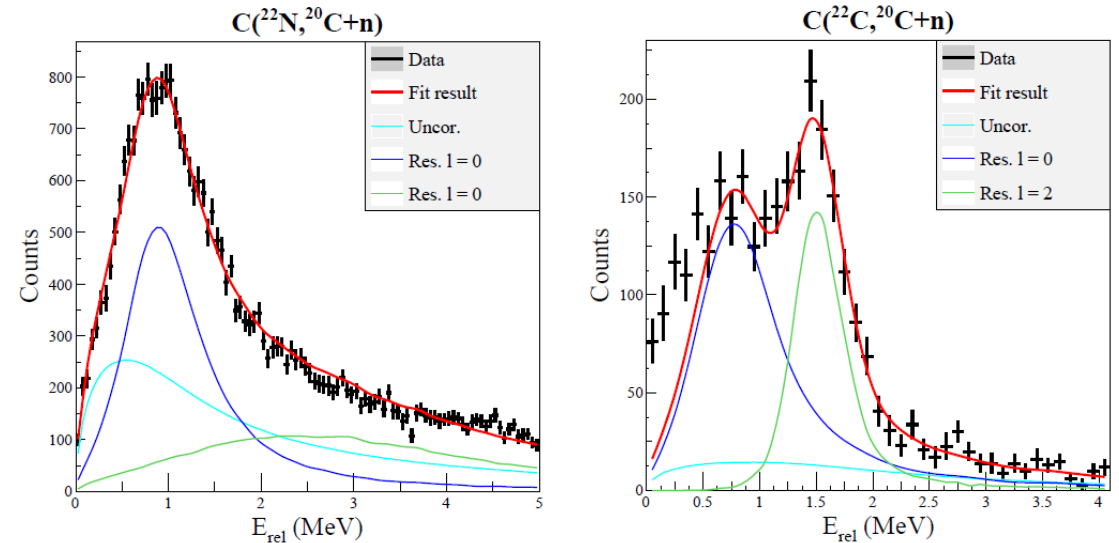 C(²²N,²⁰C+n)
Data
Fit result
Uncor.
Res. l = 0
Res. l = 0
Counts
800
700
600
500
400
300
200
100
0
0 1 2 3 4 5
E_rel (MeV)
C(²²C,²⁰C+n)
Data
Fit result
Uncor.
Res. l = 0
Res. l = 2
Counts
200
150
100
50
0
0 0.5 1 1.5 2 2.5 3 3.5 4
E_rel (MeV)